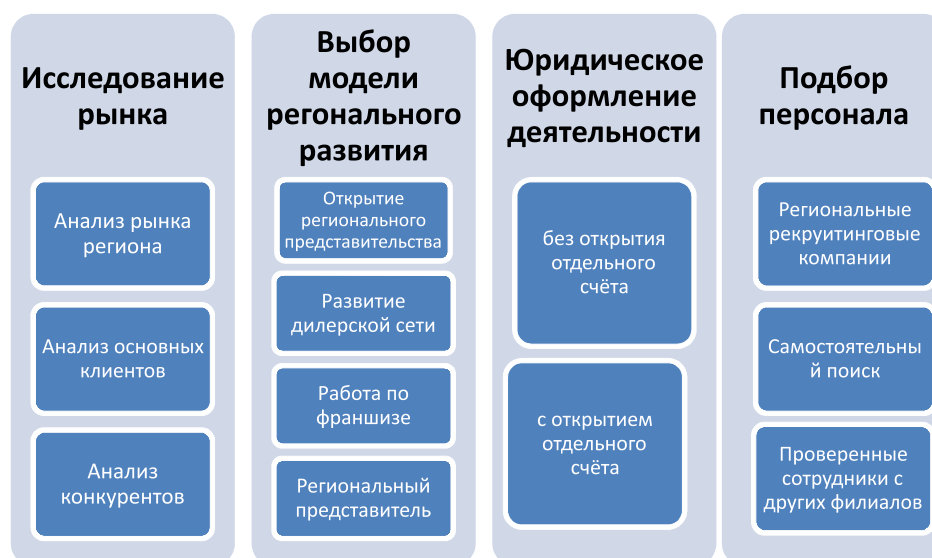 Исследование
рынка
Анализ рынка
региона
Анализ основных
клиентов
Анализ
конкурентов
Выбор
модели
регонального
развития
Открытие
регионального
представительства
Развитие
дилерской сети
Работа по
франшизе
Региональный
представитель
Юридическое
оформление
деятельности
без открытия
отдельного
счёта
с открытием
отдельного
счёта
Подбор
персонала
Региональные
рекруитинговые
компании
Самостоятельны
й поиск
Проверенные
сотрудники с
других филиалов